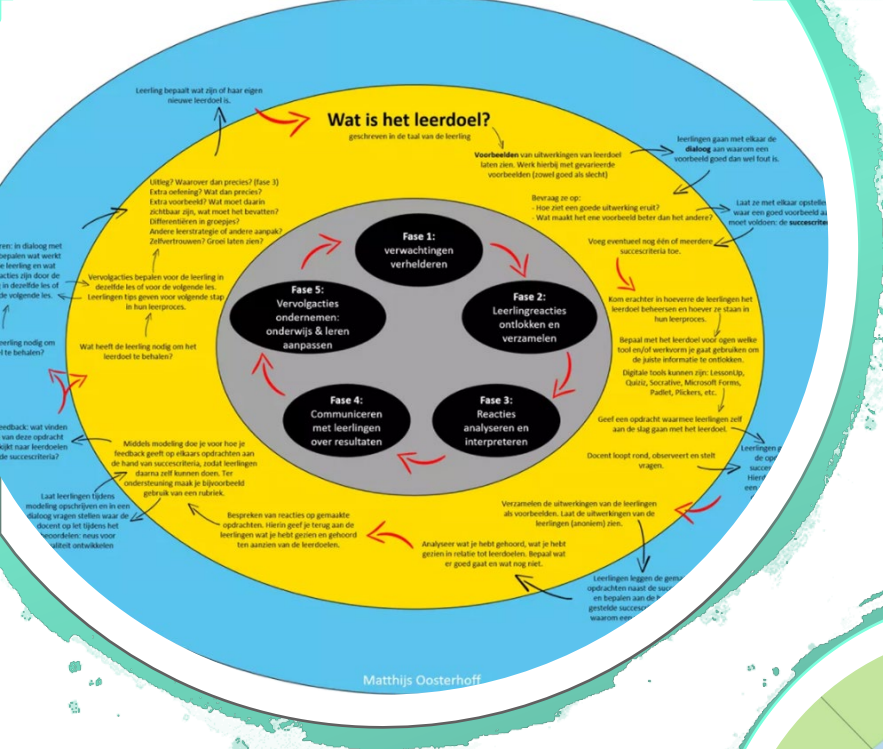 Leerling bepaalt wat zijn of haar eigen
nieuwe leerdoel is.
Wat is het leerdoel?
geschreven in de taal van de leerling
Voorbeelden van uitwerkingen van leerdoel
laten zien. Werk hierbij met gevarieerde
voorbeelden (zowel goed als slecht)
leerlingen gaan met elkaar de
dialoog aan waarom een
voorbeeld goed dan wel fout is.
Bevraag ze op:
- Hoe ziet een goede uitwerking eruit?
- Wat maakt het ene voorbeeld beter dan het andere?
Laat ze met elkaar opstelle
waar een goed voorbeeld aa
moet voldoen: de succescrite
Voeg eventueel nog één of meerdere
succescriteria toe.
Kom erachter in hoeverre de leerlingen het
leerdoel beheersen en hoever ze staan in
hun leerproces.
Bepaal met het leerdoel voor ogen welke
tool en/of werkvorm je gaat gebruiken om
de juiste informatie te ontlokken.
Digitale tools kunnen zijn: LessonUp,
Quiziz, Socrative, Microsoft Forms,
Padlet, Plickers, etc.
Geef een opdracht waarmee leerlingen zelf
aan de slag gaan met het leerdoel.
Docent loopt rond, observeert en stelt
vragen.
Leerlingen g
de op
succe
Hier
een
Verzamelen de uitwerkingen van de leerlingen
als voorbeelden. Laat de uitwerkingen van de
leerlingen (anoniem) zien.
Leerlingen leggen de gema
opdrachten naast de suc
en bepalen aan de
gestelde succesc
waarom ee
Analyseer wat je hebt gehoord, wat je hebt
gezien in relatie tot leerdoelen. Bepaal wat
er goed gaat en wat nog niet.
Bespreken van reacties op gemaakte
opdrachten. Hierin geef je terug aan de
leerlingen wat je hebt gezien en gehoord
ten aanzien van de leerdoelen.
Middels modeling doe je voor hoe je
feedback geeft op elkaars opdrachten aan
de hand van succescriteria, zodat leerlingen
daarna zelf kunnen doen. Ter
ondersteuning maak je bijvoorbeeld
gebruik van een rubriek.
Laat leerlingen tijdens
modeling opschrijven en in een
dialoog vragen stellen waar de
docent op let tijdens het
eoordelen: neus voor
aliteit ontwikkelen
eedback: wat vinden
van deze opdracht
kijkt naar leerdoelen
de succescriteria?
Wat heeft de leerling nodig om het
leerdoel te behalen?
eerling nodig om
l te behalen?
Vervolgacties bepalen voor de leerling in
dezelfde les of voor de volgende les.
Leerlingen tips geven voor volgende stap
in hun leerproces.
ren: in dialoog met
bepalen wat werkt
e leerling en wat
acties zijn door de
in dezelfde les of
de volgende les.
Uitleg? Waarover dan precies? (fase 3)
Extra oefening? Wat dan precies?
Extra voorbeeld? Wat moet daarin
zichtbaar zijn, wat moet het bevatten?
Differentiëren in groepjes?
Andere leerstrategie of andere aanpak?
Zelfvertrouwen? Groei laten zien?
Fase 1:
verwachtingen
verhelderen
Fase 2:
Leerlingreacties
ontlokken en
verzamelen
Fase 3:
Reacties
analyseren en
interpreteren
Fase 4:
Communiceren
met leerlingen
over resultaten
Fase 5:
Vervolgacties
ondernemen:
onderwijs & leren
aanpassen
Matthijs Oosterhoff